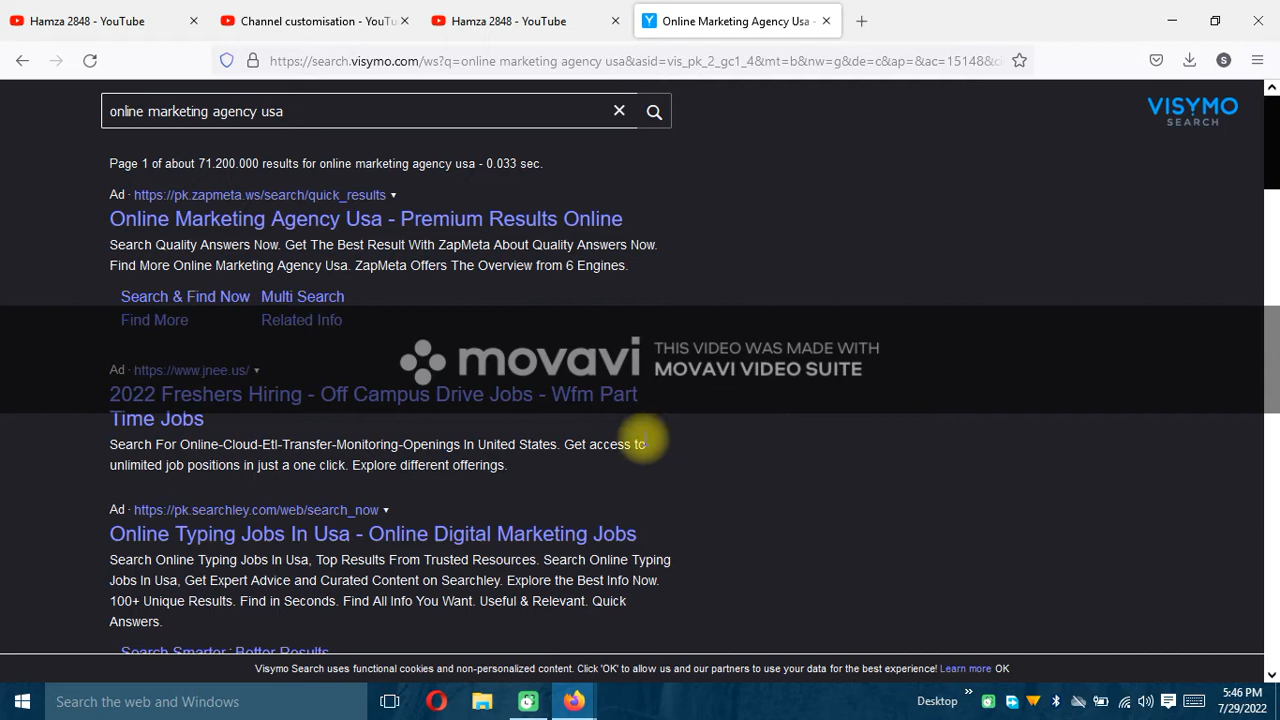 Hamza 2848 - YouTube
Channel customisation - YouTu
Hamza 2848 - YouTube
Online Marketing Agency Usa -
https://search.visymo.com/ws?q=online marketing agency usa&asid=vis_pk_2_gc1_4&mt=b&nw=g&de=c&ap=&ac=15148&ci
online marketing agency usa
VISYMO
SEARCH
Page 1 of about 71.200.000 results for online marketing agency usa - 0.033 sec.
Ad · https://pk.zapmeta.ws/search/quick_results
Online Marketing Agency Usa - Premium Results Online
Search Quality Answers Now. Get The Best Result With ZapMeta About Quality Answers Now.
Find More Online Marketing Agency Usa. ZapMeta Offers The Overview from 6 Engines.
Search & Find Now Multi Search
Find More Related Info
movavi
THIS VIDEO WAS MADE WITH
MOVAVI VIDEO SUITE
Ad · https://www.jnee.us/
2022 Freshers Hiring - Off Campus Drive Jobs - Wfm Part
Time Jobs
Search For Online-Cloud-Etl-Transfer-Monitoring-Openings In United States. Get access to
unlimited job positions in just a one click. Explore different offerings.
Ad · https://pk.searchley.com/web/search_now
Online Typing Jobs In Usa - Online Digital Marketing Jobs
Search Online Typing Jobs In Usa, Top Results From Trusted Resources. Search Online Typing
Jobs In Usa, Get Expert Advice and Curated Content on Searchley. Explore the Best Info Now.
100+ Unique Results. Find in Seconds. Find All Info You Want. Useful & Relevant. Quick
Answers.
Search Smarter : Better Results
Visymo Search uses functional cookies and non-personalized content. Click 'OK' to allow us and our partners to use your data for the best experience! Learn more OK
Search the web and Windows
Desktop
5:46 PM
7/29/2022